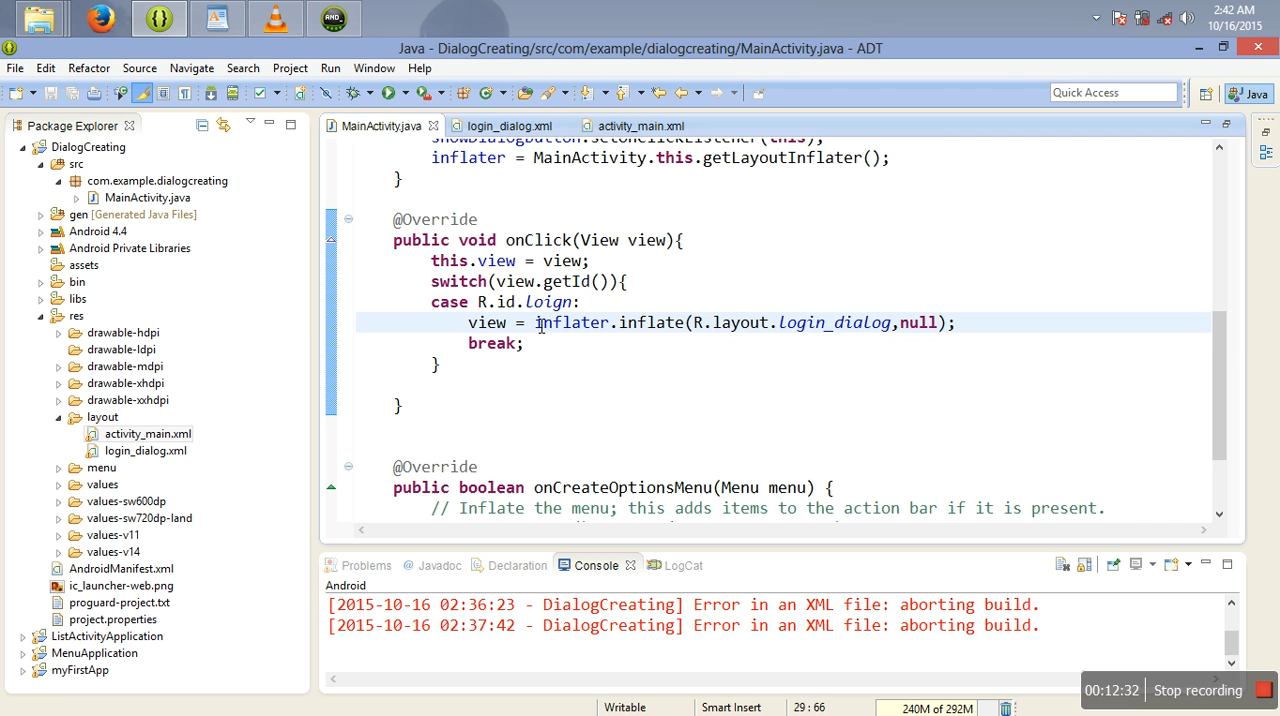 2:42 AM
10/16/2015
Java - DialogCreating/src/com/example/dialogcreating/MainActivity.java - ADT
File Edit Refactor Source Navigate Search Project Run Window Help
Quick Access
Java
Package Explorer
MainActivity.java login_dialog.xml activity_main.xml
DialogCreating
src
com.example.dialogcreating
MainActivity.java
gen [Generated Java Files]
Android 4.4
Android Private Libraries
assets
bin
libs
res
drawable-hdpi
drawable-ldpi
drawable-mdpi
drawable-xhdpi
drawable-xxhdpi
layout
activity_main.xml
login_dialog.xml
menu
values
values-sw600dp
values-sw720dp-land
values-v11
values-v14
AndroidManifest.xml
ic_launcher-web.png
proguard-project.txt
project.properties
ListActivityApplication
MenuApplication
myFirstApp
showDialogButton.setOnClickListener(this);
inflater = MainActivity.this.getLayoutInflater();
}
@Override
public void onClick(View view){
this.view = view;
switch(view.getId()){
case R.id.loign:
view = inflater.inflate(R.layout.login_dialog,null);
break;
}
}
@Override
public boolean onCreateOptionsMenu(Menu menu) {
// Inflate the menu; this adds items to the action bar if it is present.
Problems @ Javadoc Declaration Console LogCat
Android
[2015-10-16 02:36:23 - DialogCreating] Error in an XML file: aborting build.
[2015-10-16 02:37:42 - DialogCreating] Error in an XML file: aborting build.
00:12:32 Stop recording
Writable Smart Insert 29 : 66 240M of 292M